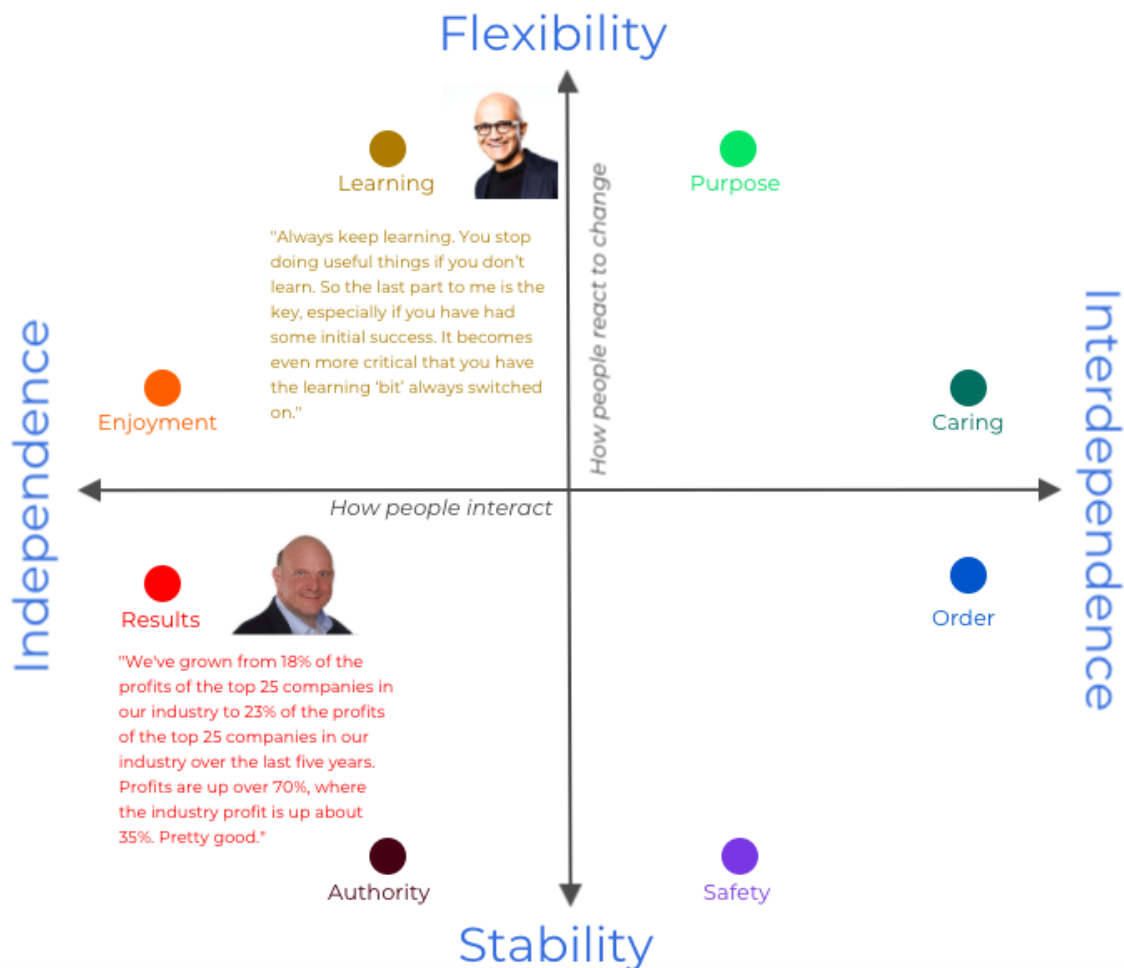 Flexibility
Learning
Purpose
How people react to change
"Always keep learning. You stop
doing useful things if you don’t
learn. So the last part to me is the
key, especially if you have had
some initial success. It becomes
even more critical that you have
the learning ‘bit’ always switched
on."
Independence
Interdependence
Enjoyment
Caring
How people interact
Results
Order
"We've grown from 18% of the
profits of the top 25 companies in
our industry to 23% of the profits
of the top 25 companies in our
industry over the last five years.
Profits are up over 70%, where
the industry profit is up about
35%. Pretty good."
Authority
Safety
Stability